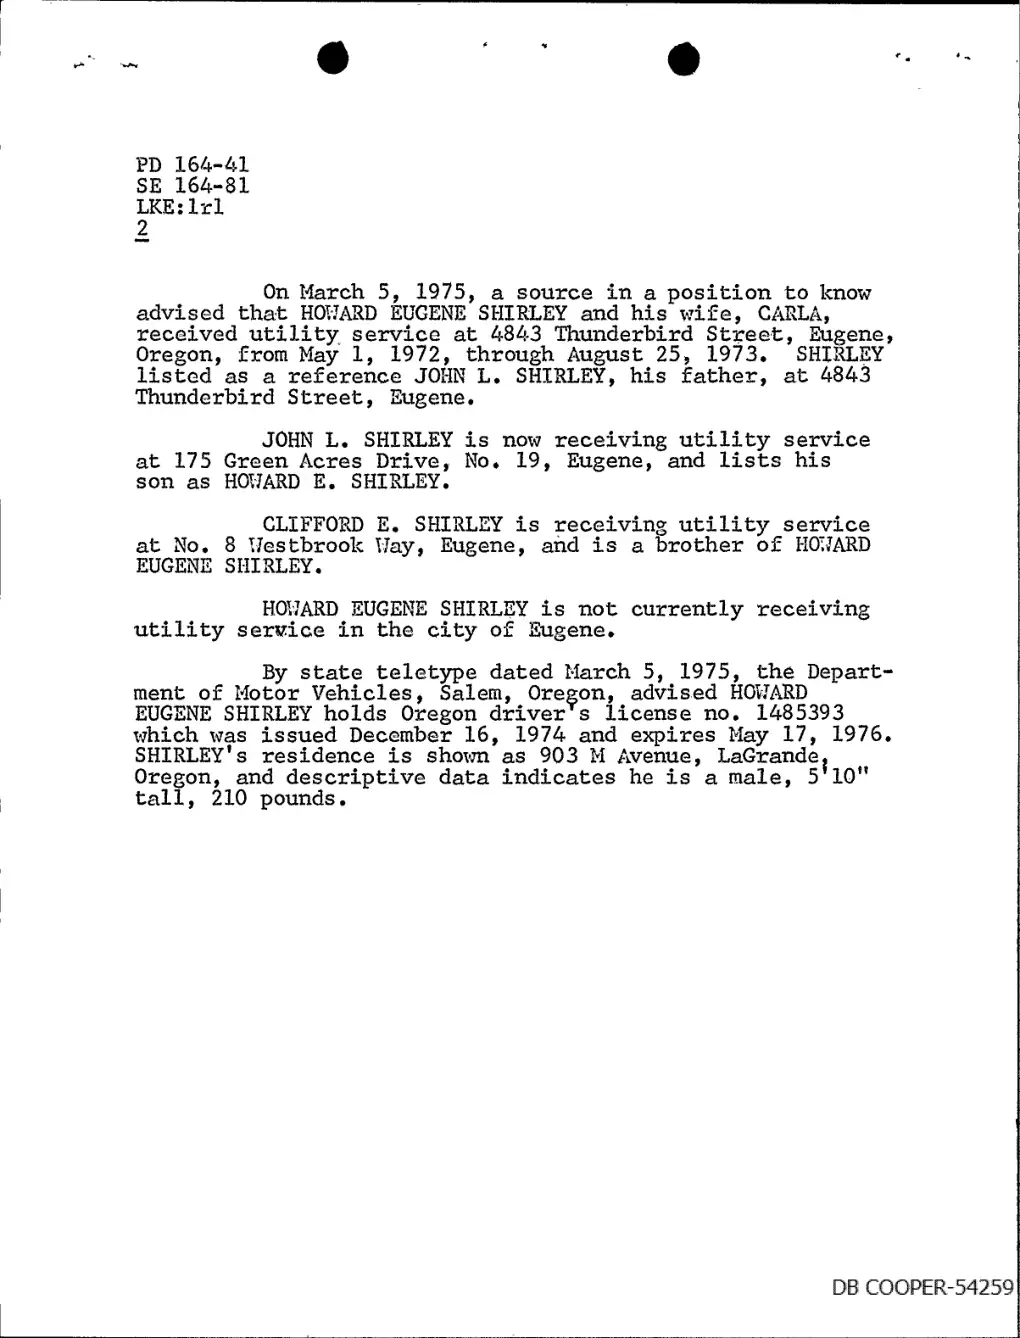 PD 164-41
SE 164-81
LKE:lrl
2
On March 5, 1975, a source in a position to know
advised that HOWARD EUGENE SHIRLEY and his wife, CARLA,
received utility service at 4843 Thunderbird Street, Eugene,
Oregon, from May 1, 1972, through August 25, 1973. SHIRLEY
listed as a reference JOHN L. SHIRLEY, his father, at 4843
Thunderbird Street, Eugene.
JOHN L. SHIRLEY is now receiving utility service
at 175 Green Acres Drive, No. 19, Eugene, and lists his
son as HOWARD E. SHIRLEY.
CLIFFORD E. SHIRLEY is receiving utility service
at No. 8 Westbrook Way, Eugene, and is a brother of HOWARD
EUGENE SHIRLEY.
HOWARD EUGENE SHIRLEY is not currently receiving
utility service in the city of Eugene.
By state teletype dated March 5, 1975, the Depart-
ment of Motor Vehicles, Salem, Oregon, advised HOWARD
EUGENE SHIRLEY holds Oregon driver's license no. 1485393
which was issued December 16, 1974 and expires May 17, 1976.
SHIRLEY's residence is shown as 903 M Avenue, LaGrande,
Oregon, and descriptive data indicates he is a male, 5'10"
tall, 210 pounds.
DB COOPER-54259